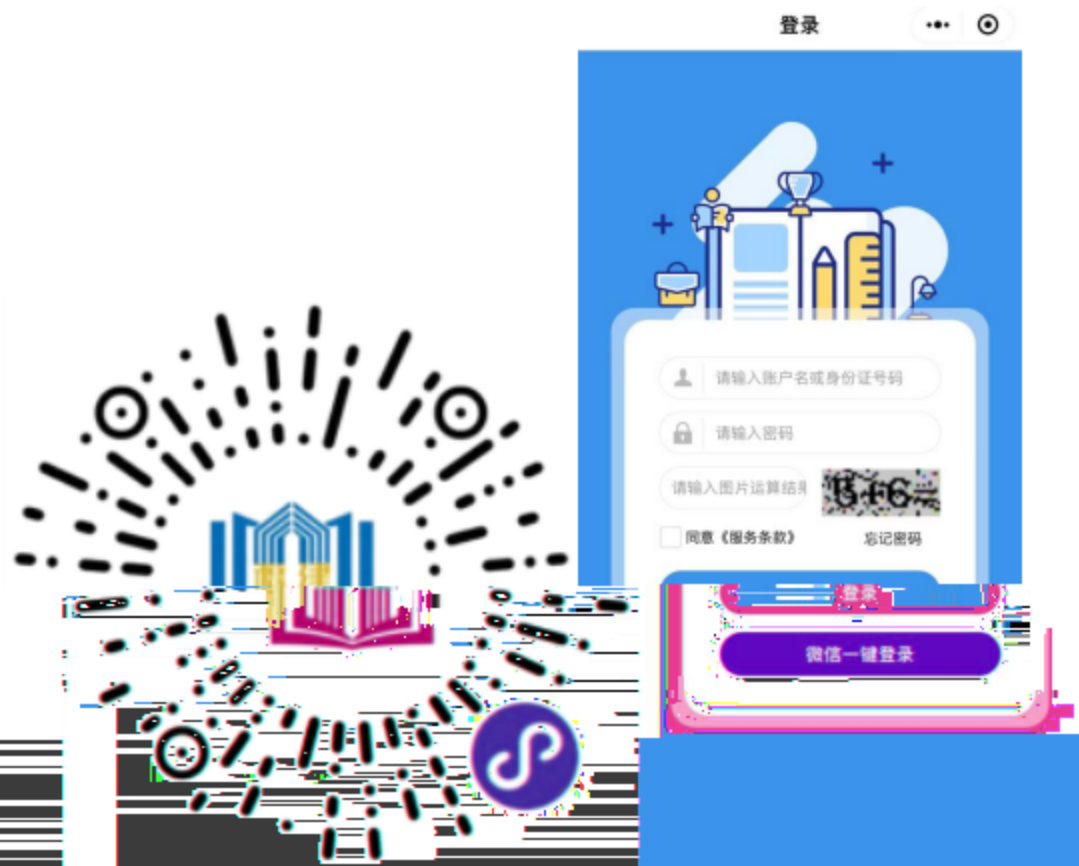 登录
请输入账户名或身份证号码
请输入密码
请输入图片运算结果
同意《服务条款》
忘记密码
登录
微信一键登录